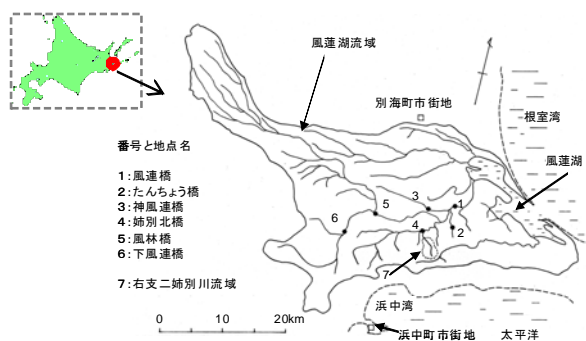 風蓮湖流域
別海町市街地
根室湾
風蓮湖
番号と地点名
1:風連橋
2:たんちょう橋
3:神風連橋
4:姉別北橋
5:風林橋
6:下風連橋
7:右支二姉別川流域
1
2
3
4
5
6
7
浜中湾
浜中町市街地
太平洋
0 10 20km